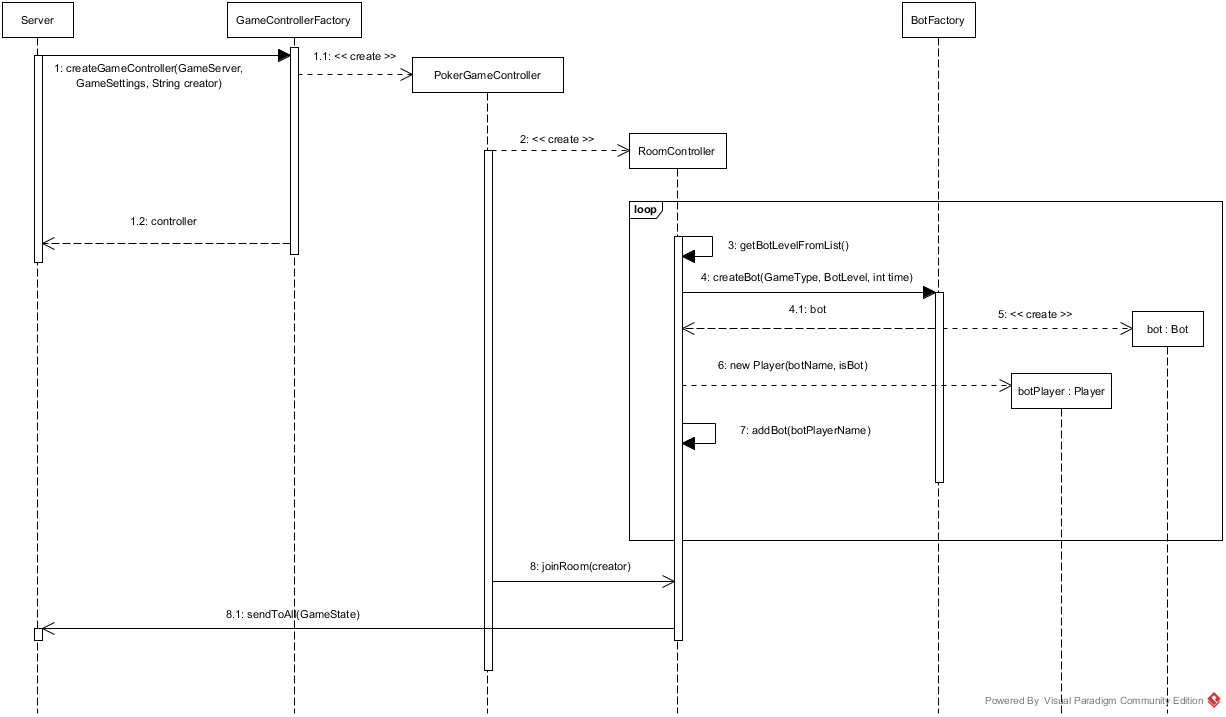 Server
GameControllerFactory
BotFactory
1: createGameController(GameServer,
GameSettings, String creator)
1.1: << create >>
PokerGameController
2: << create >>
RoomController
loop
1.2: controller
3: getBotLevelFromList()
4: createBot(GameType, BotLevel, int time)
4.1: bot
5: << create >>
bot : Bot
6: new Player(botName, isBot)
botPlayer : Player
7: addBot(botPlayerName)
8: joinRoom(creator)
8.1: sendToAll(GameState)
Powered By Visual Paradigm Community Edition